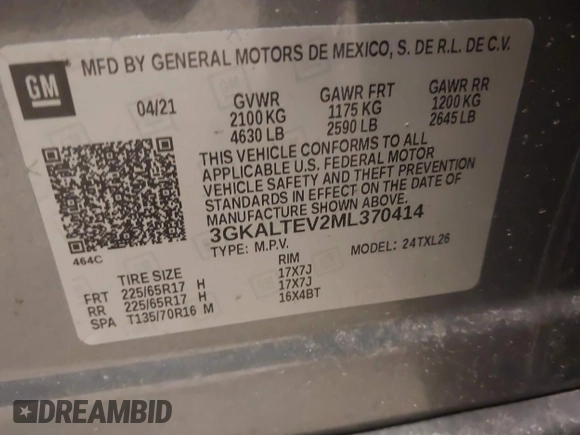 GM
MFD BY GENERAL MOTORS DE MEXICO, S. DE R.L. DE C.V.
04/21 GVWR GAWR FRT GAWR RR
2100 KG 1175 KG 1200 KG
4630 LB 2590 LB 2645 LB
THIS VEHICLE CONFORMS TO ALL
APPLICABLE U.S. FEDERAL MOTOR
VEHICLE SAFETY AND THEFT PREVENTION
STANDARDS IN EFFECT ON THE DATE OF
MANUFACTURE SHOWN ABOVE.
3GKALTEV2ML370414
464C TYPE: M.P.V. MODEL: 24TXL26
TIRE SIZE RIM
FRT 225/65R17 H 17X7J
RR 225/65R17 H 17X7J
SPA T135/70R16 M 16X4BT
DREAMBID